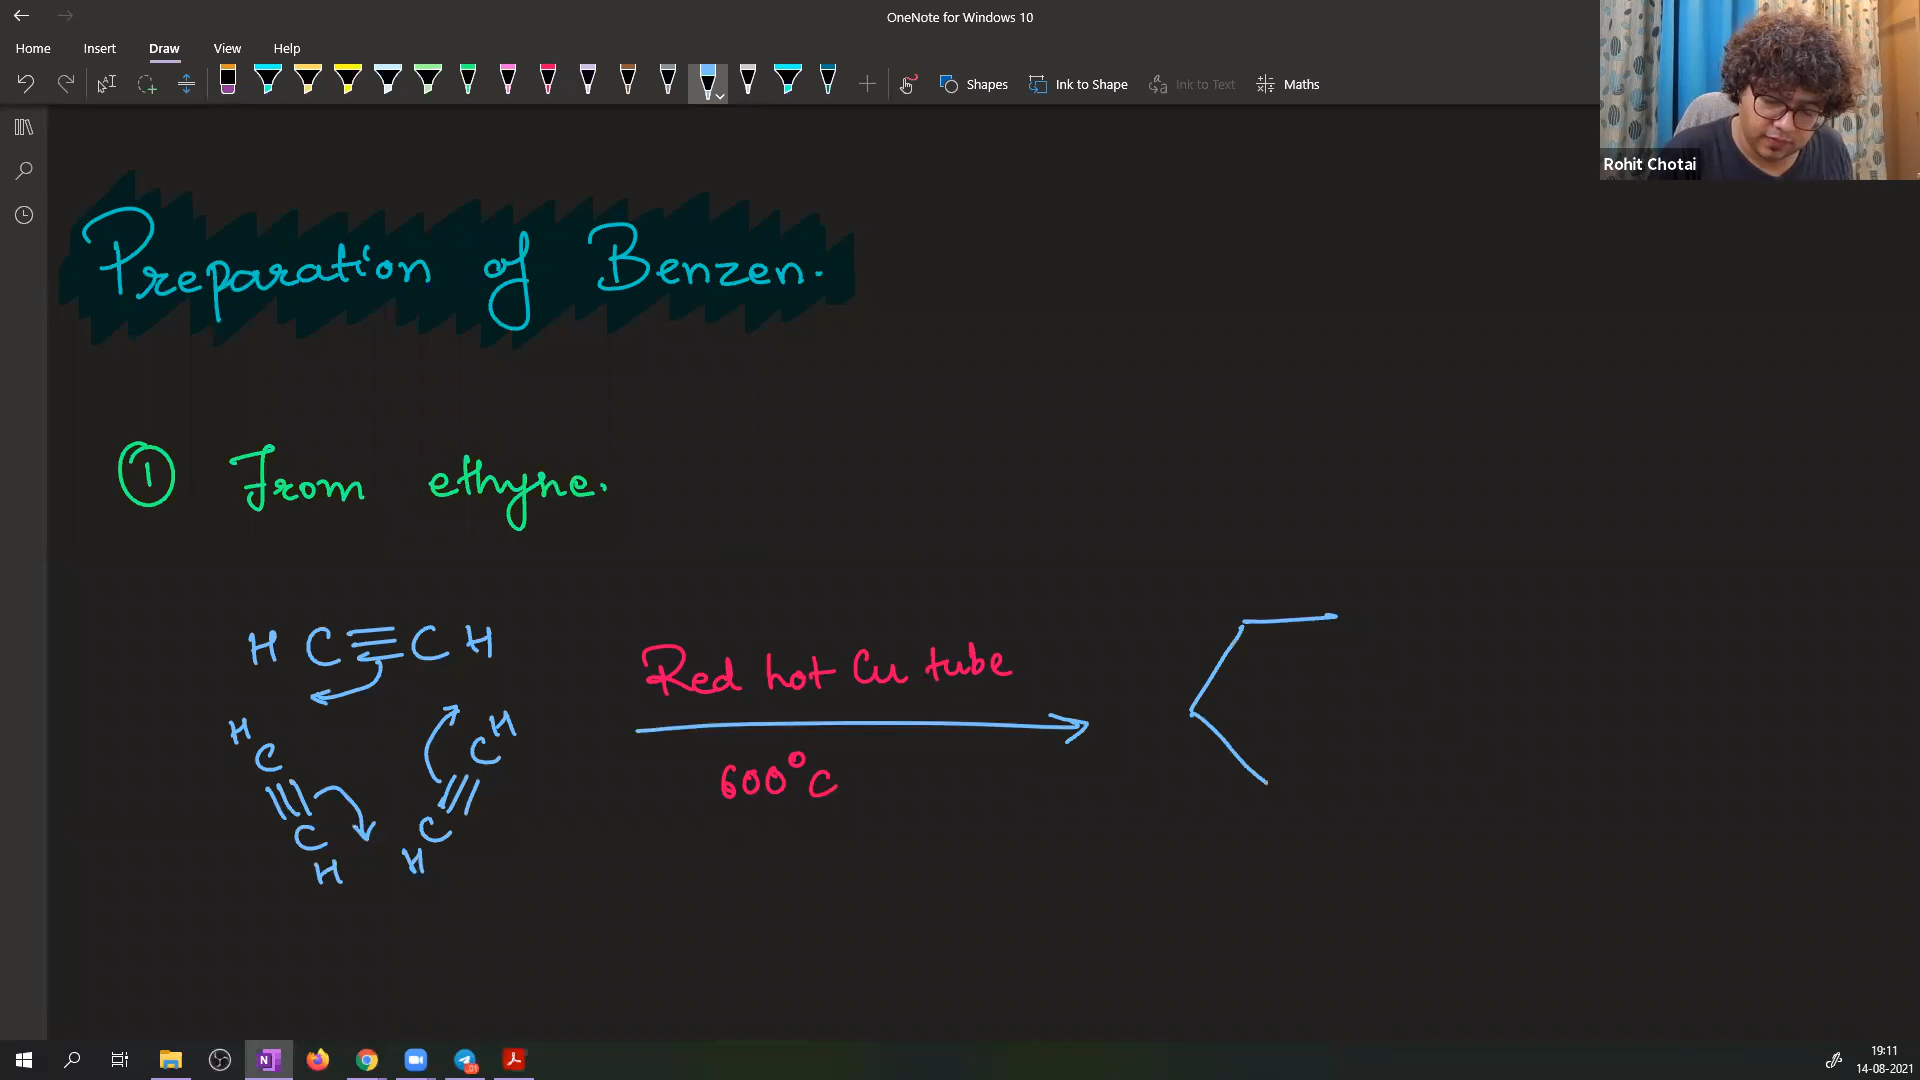 OneNote for Windows 10
Home Insert Draw View Help
Shapes Ink to Shape Ink to Text Maths
Rohit Chotai
Preparation of Benzen.
① From ethyne.
H C≡C H
Red hot Cu tube
H C H C
600°C
C H C H
19:11
14-08-2021